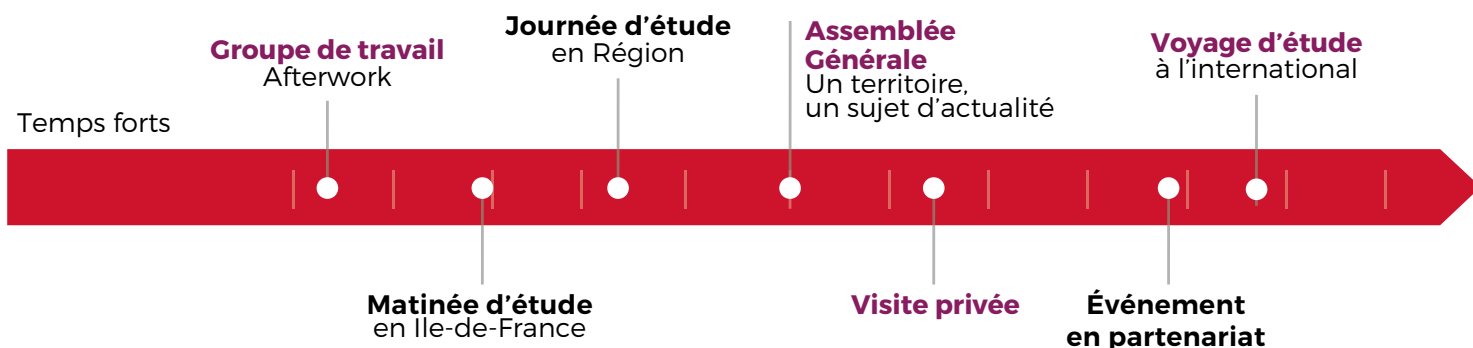 Temps forts
Groupe de travail
Afterwork
Matinée d’étude
en Ile-de-France
Journée d’étude
en Région
Assemblée
Générale
Un territoire,
un sujet d’actualité
Visite privée
Événement
en partenariat
Voyage d’étude
à l’international